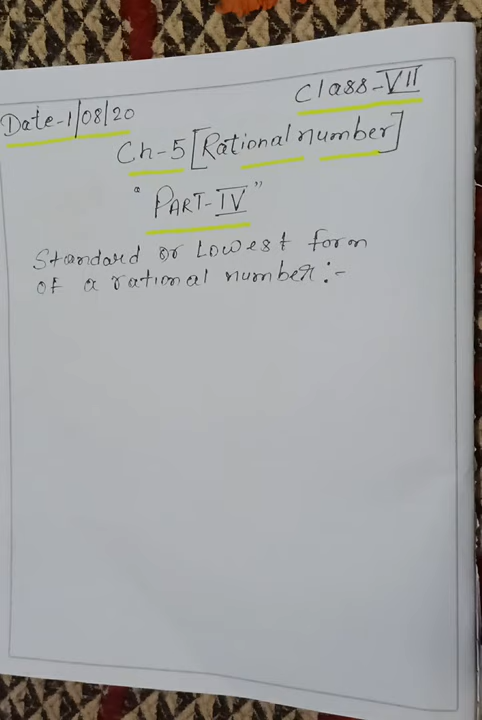 Class-VII
Date-1/08/20
Ch-5 [Rational number]
"PART-IV"
Standard or Lowest form
of a rational number:-